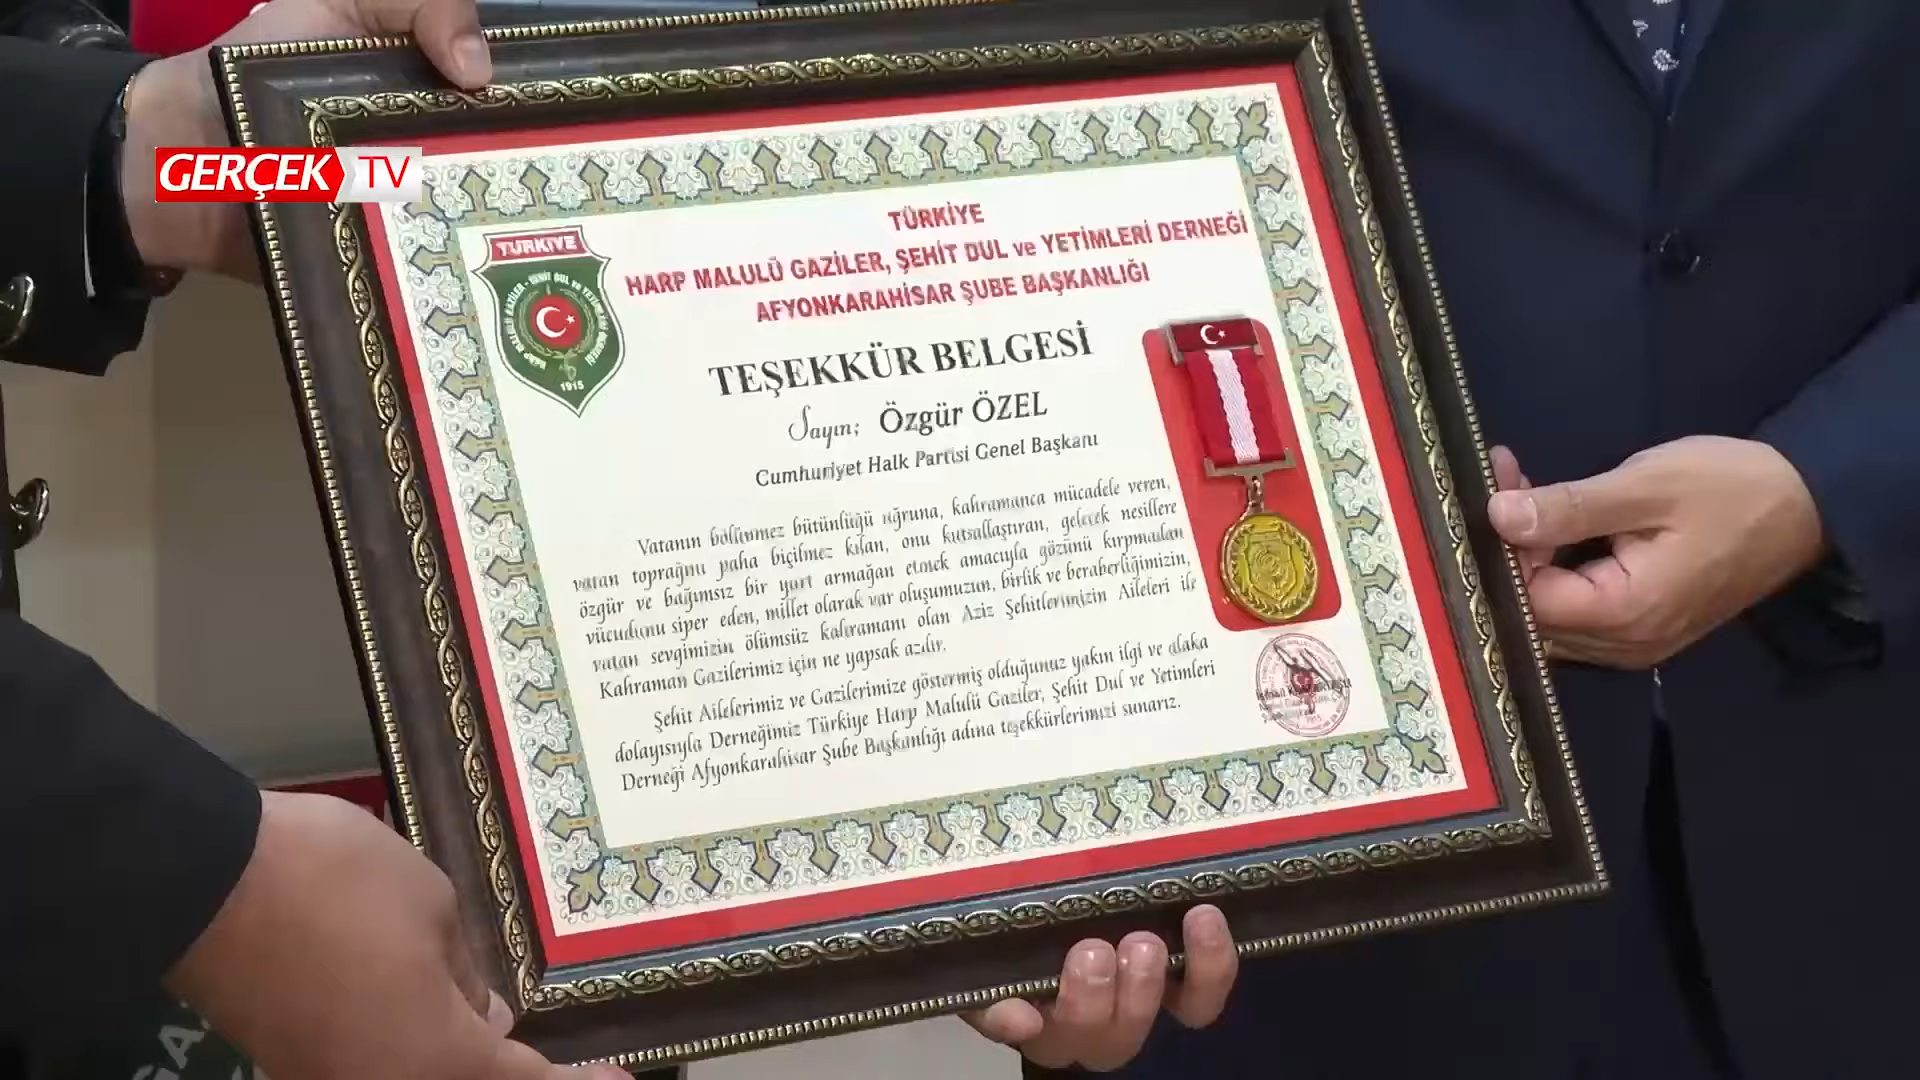 GERÇEK TV
TÜRKİYE
HARP MALULÜ GAZİLER, ŞEHİT DUL ve YETİMLERİ DERNEĞİ
AFYONKARAHİSAR ŞUBE BAŞKANLIĞI
TÜRKİYE
1915
TEŞEKKÜR BELGESİ
Sayın; Özgür ÖZEL
Cumhuriyet Halk Partisi Genel Başkanı
Vatanın bölünmez bütünlüğü uğruna, kahramanca mücadele veren,
vatan toprağını paha biçilmez kılan, onu kutsallaştıran, gelecek nesillere
özgür ve bağımsız bir yurt armağan etmek amacıyla gözünü kırpmadan
vücudunu siper eden, millet olarak var oluşumuzun, birlik ve beraberliğimizin,
vatan sevgimizin ölümsüz kahramanı olan Aziz Şehitlerimizin Aileleri ile
Kahraman Gazilerimiz için ne yapsak azdır.
Şehit Ailelerimiz ve Gazilerimize göstermiş olduğunuz yakın ilgi ve alaka
dolayısıyla Derneğimiz Türkiye Harp Malulü Gaziler, Şehit Dul ve Yetimleri
Derneği Afyonkarahisar Şube Başkanlığı adına teşekkürlerimizi sunarız.